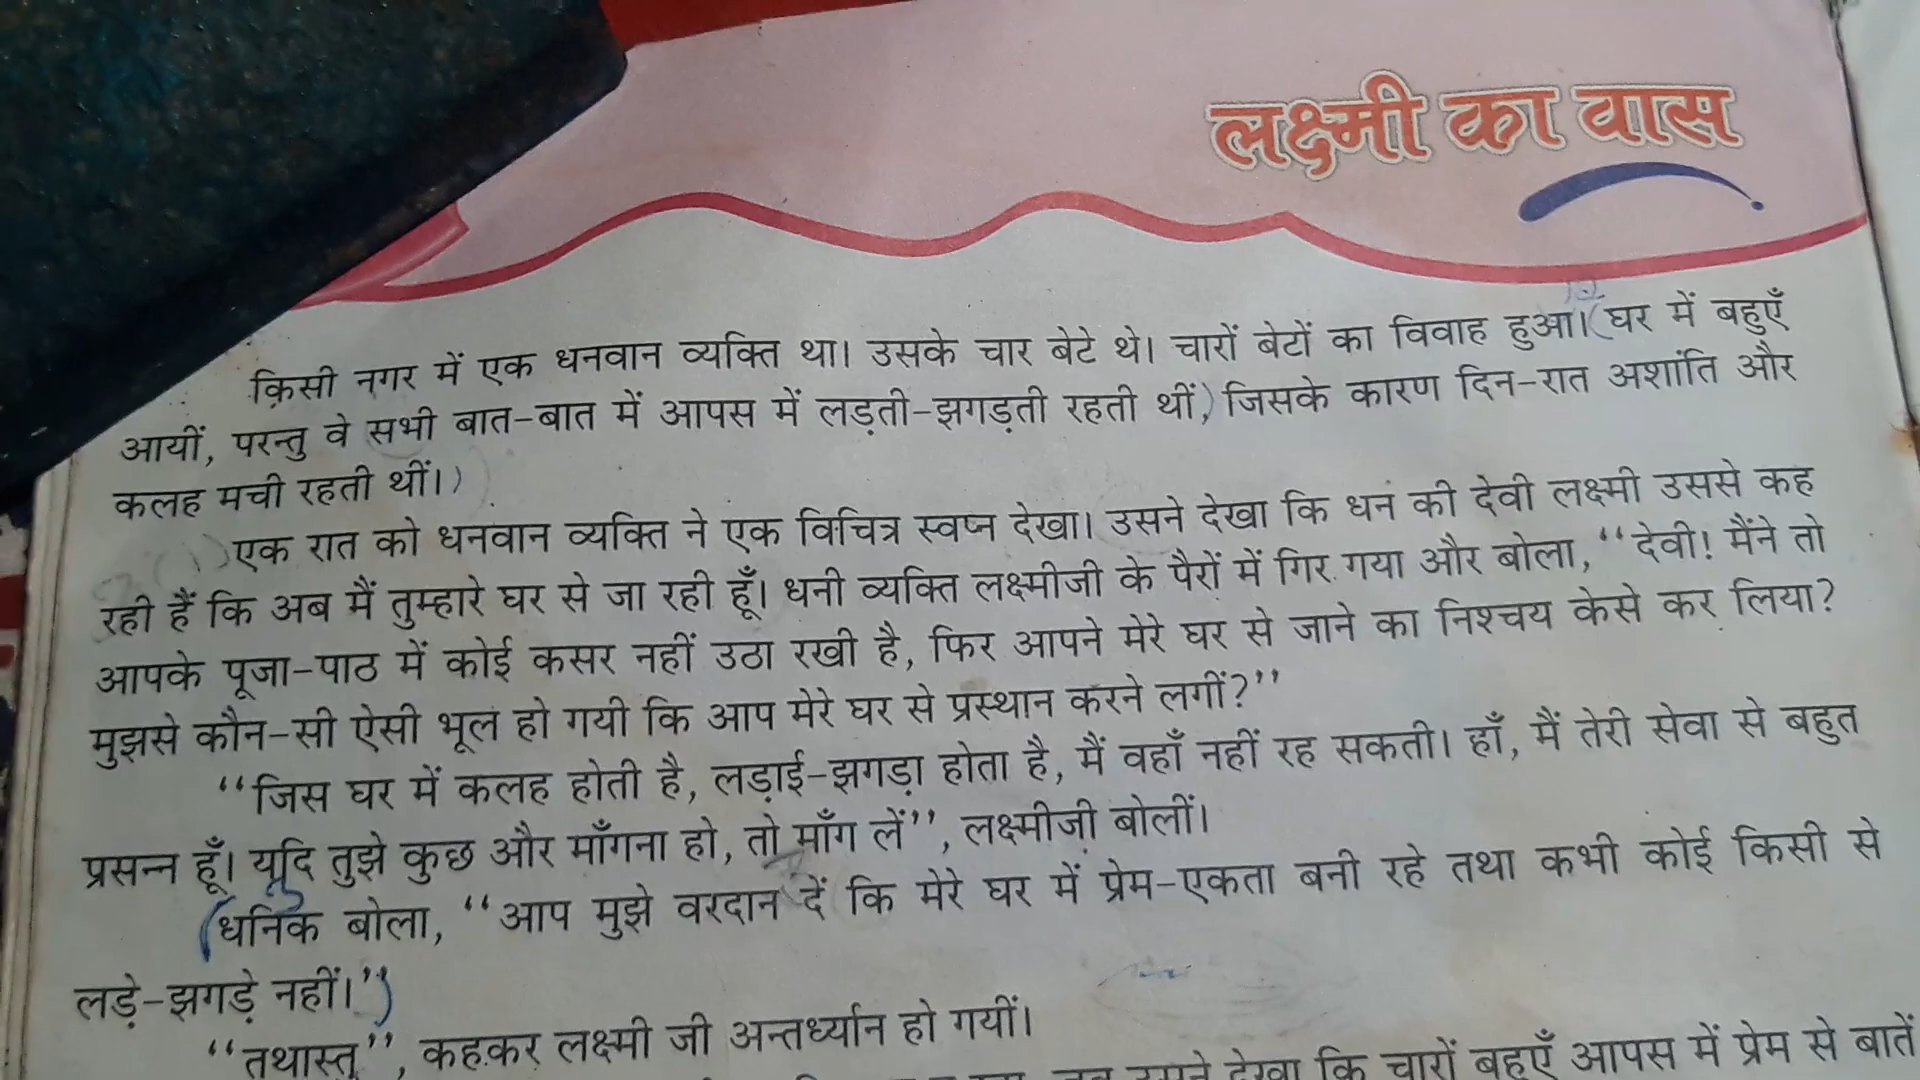 लक्ष्मी का वास
किसी नगर में एक धनवान व्यक्ति था। उसके चार बेटे थे। चारों बेटों का विवाह हुआ। (घर में बहुएँ
आयीं, परन्तु वे सभी बात-बात में आपस में लड़ती-झगड़ती रहती थीं,) जिसके कारण दिन-रात अशांति और
कलह मची रहती थीं।)
एक रात को धनवान व्यक्ति ने एक विचित्र स्वप्न देखा। उसने देखा कि धन की देवी लक्ष्मी उससे कह
रही हैं कि अब मैं तुम्हारे घर से जा रही हूँ। धनी व्यक्ति लक्ष्मीजी के पैरों में गिर गया और बोला, “देवी! मैंने तो
आपके पूजा-पाठ में कोई कसर नहीं उठा रखी है, फिर आपने मेरे घर से जाने का निश्चय केसे कर लिया?
मुझसे कौन-सी ऐसी भूल हो गयी कि आप मेरे घर से प्रस्थान करने लगीं?”
“जिस घर में कलह होती है, लड़ाई-झगड़ा होता है, मैं वहाँ नहीं रह सकती। हाँ, मैं तेरी सेवा से बहुत
प्रसन्न हूँ। यदि तुझे कुछ और माँगना हो, तो माँग लें”, लक्ष्मीजी बोलीं।
(धनिक बोला, “आप मुझे वरदान दें कि मेरे घर में प्रेम-एकता बनी रहे तथा कभी कोई किसी से
लड़े-झगड़े नहीं।”)
“तथास्तु”, कहकर लक्ष्मी जी अन्तर्ध्यान हो गयीं।
देखा कि चारों बहुएँ आपस में प्रेम से बातें